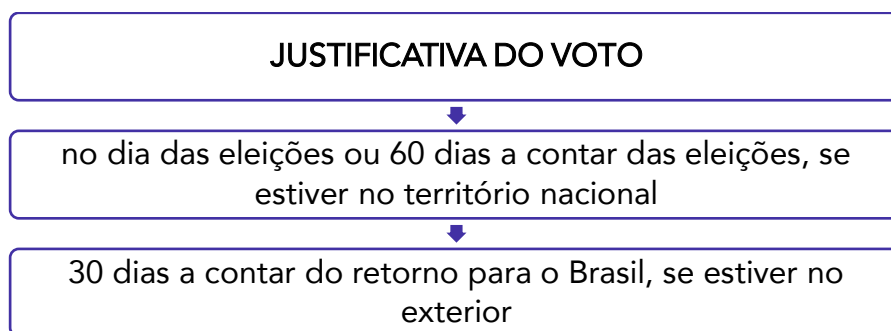 JUSTIFICATIVA DO VOTO
no dia das eleições ou 60 dias a contar das eleições, se
estiver no território nacional
30 dias a contar do retorno para o Brasil, se estiver no
exterior